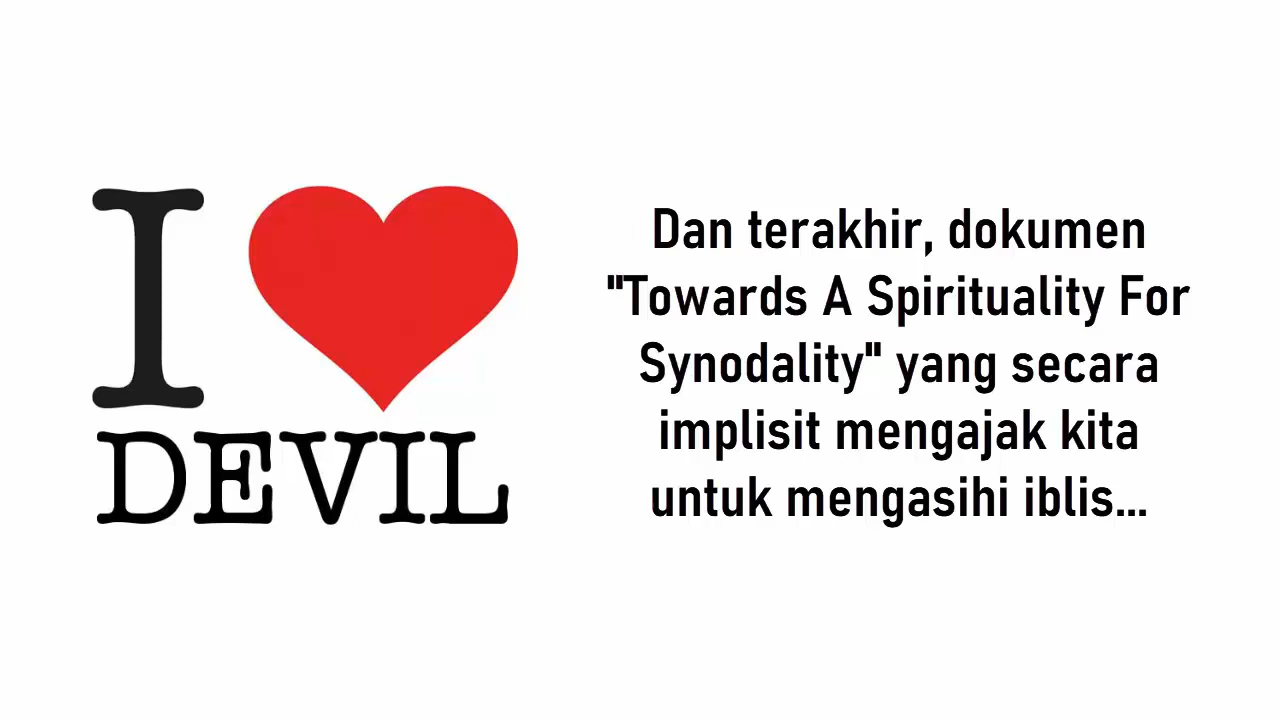 I
DEVIL
Dan terakhir, dokumen
"Towards A Spirituality For
Synodality" yang secara
implisit mengajak kita
untuk mengasihi iblis...